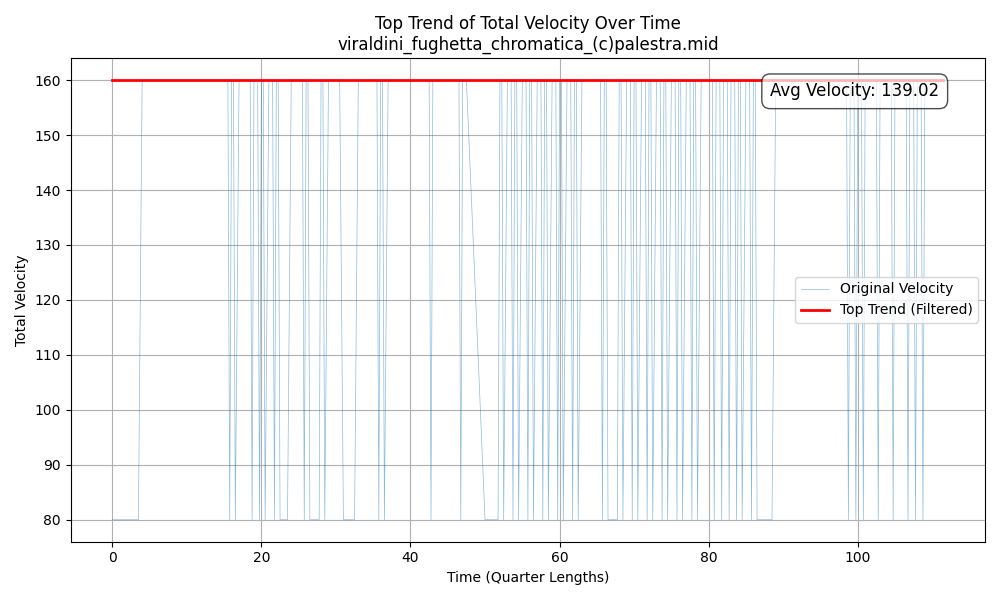 Top Trend of Total Velocity Over Time
viraldini_fughetta_chromatica_(c)palestra.mid
160
150
140
130
120
110
100
90
80
Total Velocity
Avg Velocity: 139.02
Original Velocity
Top Trend (Filtered)
0
20
40
60
80
100
Time (Quarter Lengths)